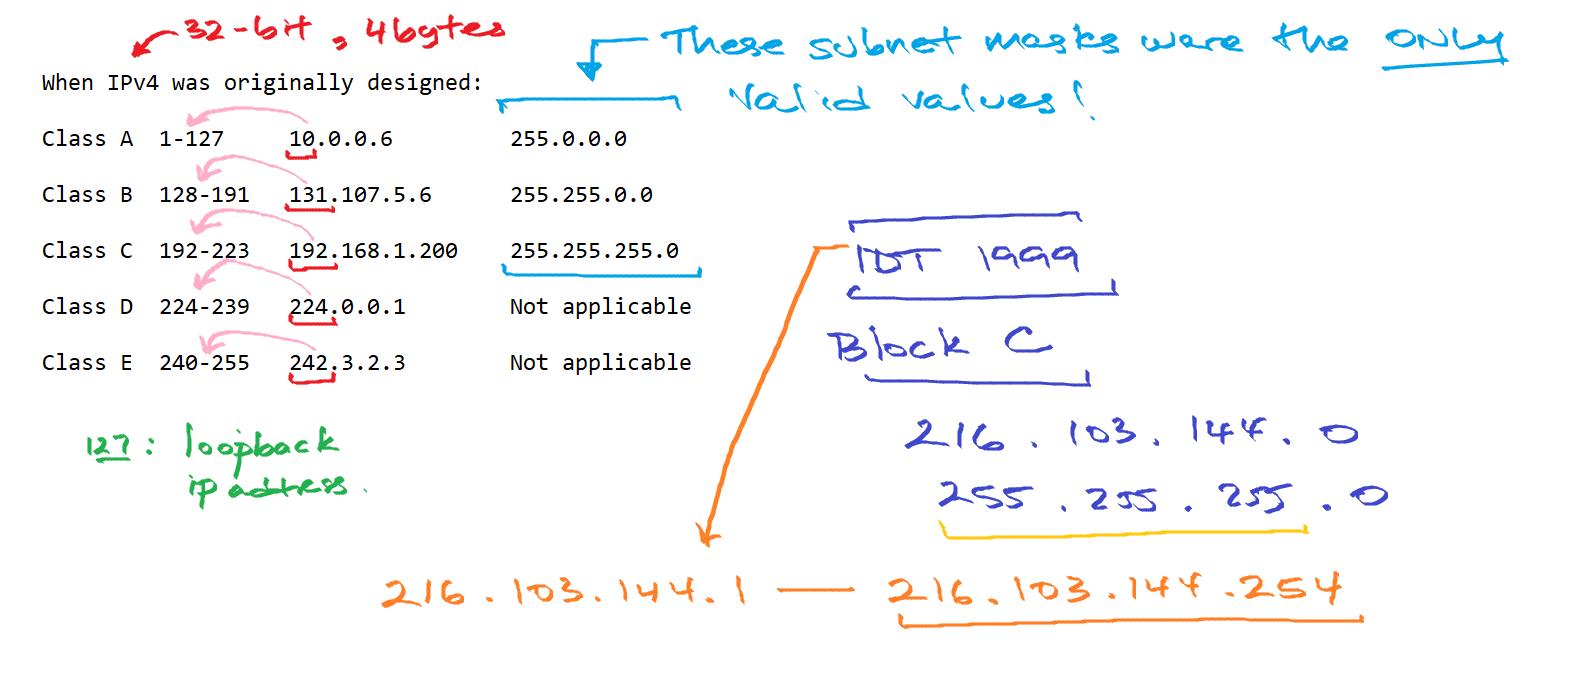 32-bit, 4bytes
These subnet masks were the ONLY
valid values!
When IPv4 was originally designed:
Class A 1-127 10.0.0.6 255.0.0.0
Class B 128-191 131.107.5.6 255.255.0.0
Class C 192-223 192.168.1.200 255.255.255.0
Class D 224-239 224.0.0.1 Not applicable
Class E 240-255 242.3.2.3 Not applicable
IDT 1999
Block C
127: loopback
ip address.
216.103.144.0
255.255.255.0
216.103.144.1 — 216.103.144.254